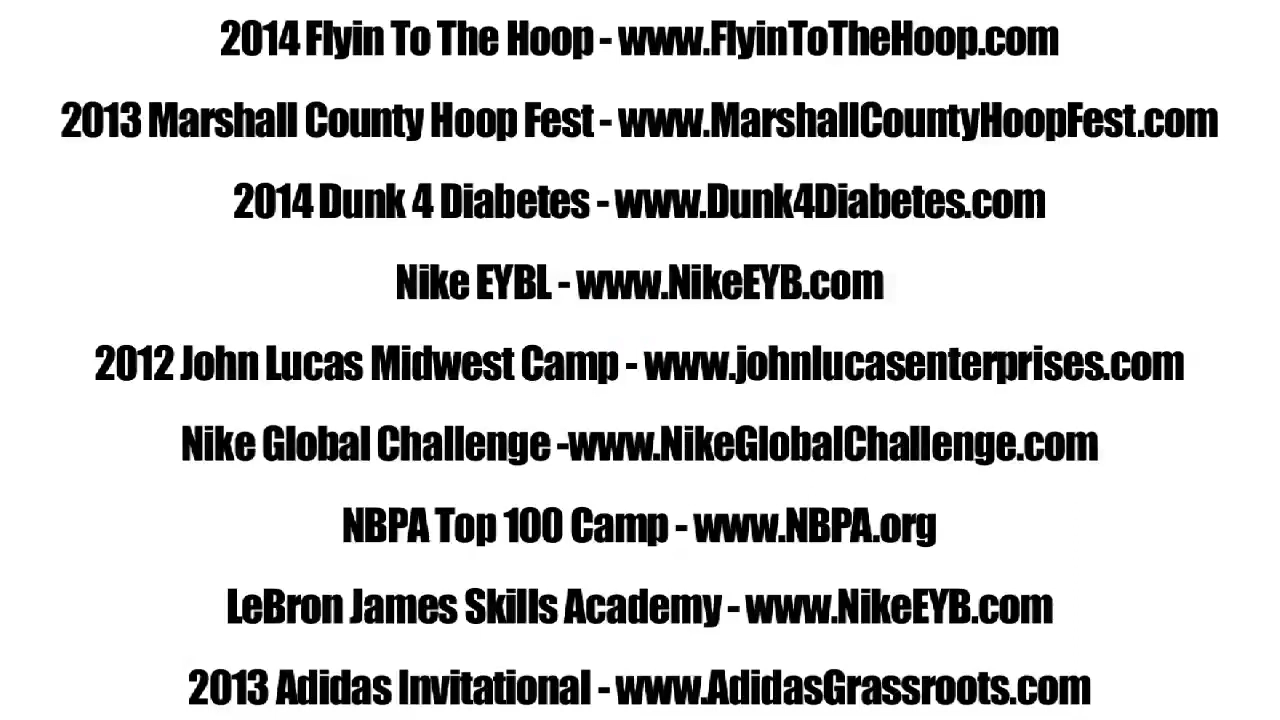 2014 Flyin To The Hoop - www.FlyinToTheHoop.com
2013 Marshall County Hoop Fest - www.MarshallCountyHoopFest.com
2014 Dunk 4 Diabetes - www.Dunk4Diabetes.com
Nike EYBL - www.NikeEYB.com
2012 John Lucas Midwest Camp - www.johnlucasenterprises.com
Nike Global Challenge -www.NikeGlobalChallenge.com
NBPA Top 100 Camp - www.NBPA.org
LeBron James Skills Academy - www.NikeEYB.com
2013 Adidas Invitational - www.AdidasGrassroots.com